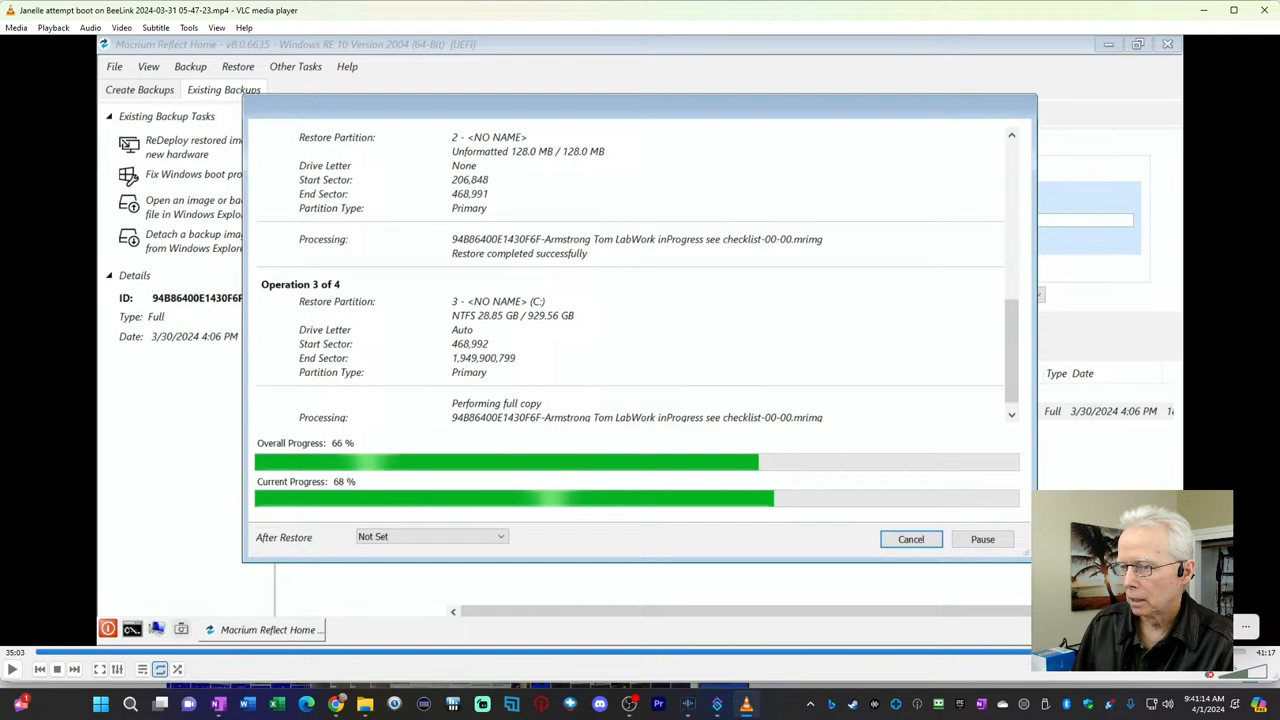 Janelle attempt boot on BeeLink 2024-03-31 05-47-23.mp4 - VLC media player
Media Playback Audio Video Subtitle Tools View Help
Macrium Reflect Home - v8.0.6635 - Windows RE 10 Version 2004 (64-Bit) [UEFI]
File View Backup Restore Other Tasks Help
Create Backups Existing Backups
Existing Backup Tasks
ReDeploy restored im
new hardware
Fix Windows boot pro
Open an image or ba
file in Windows Explor
Detach a backup ima
from Windows Explore
Details
ID: 94B86400E1430F6F
Type: Full
Date: 3/30/2024 4:06 PM
Restore Partition: 2 - <NO NAME>
Unformatted 128.0 MB / 128.0 MB
Drive Letter None
Start Sector: 206,848
End Sector: 468,991
Partition Type: Primary
Processing: 94B86400E1430F6F-Armstrong Tom LabWork inProgress see checklist-00-00.mrimg
Restore completed successfully
Operation 3 of 4
Restore Partition: 3 - <NO NAME> (C:)
NTFS 28.85 GB / 929.56 GB
Drive Letter Auto
Start Sector: 468,992
End Sector: 1,949,900,799
Partition Type: Primary
Performing full copy
Processing: 94B86400E1430F6F-Armstrong Tom LabWork inProgress see checklist-00-00.mrimg
Overall Progress: 66 %
Current Progress: 68 %
After Restore Not Set Cancel Pause
Type Date
Full 3/30/2024 4:06 PM
Macrium Reflect Home ...
35:03 41:17
9:41:14 AM
4/1/2024